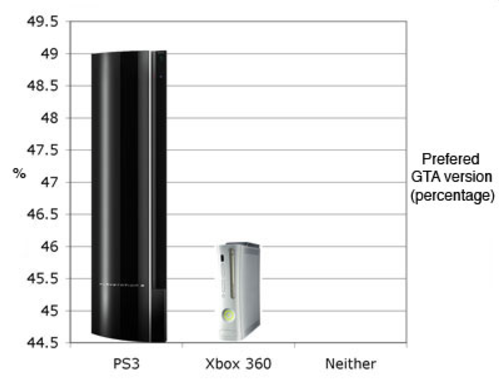 49.5
49
48.5
48
47.5
47
46.5
46
45.5
45
44.5
%
PS3
Xbox 360
Neither
Prefered
GTA version
(percentage)